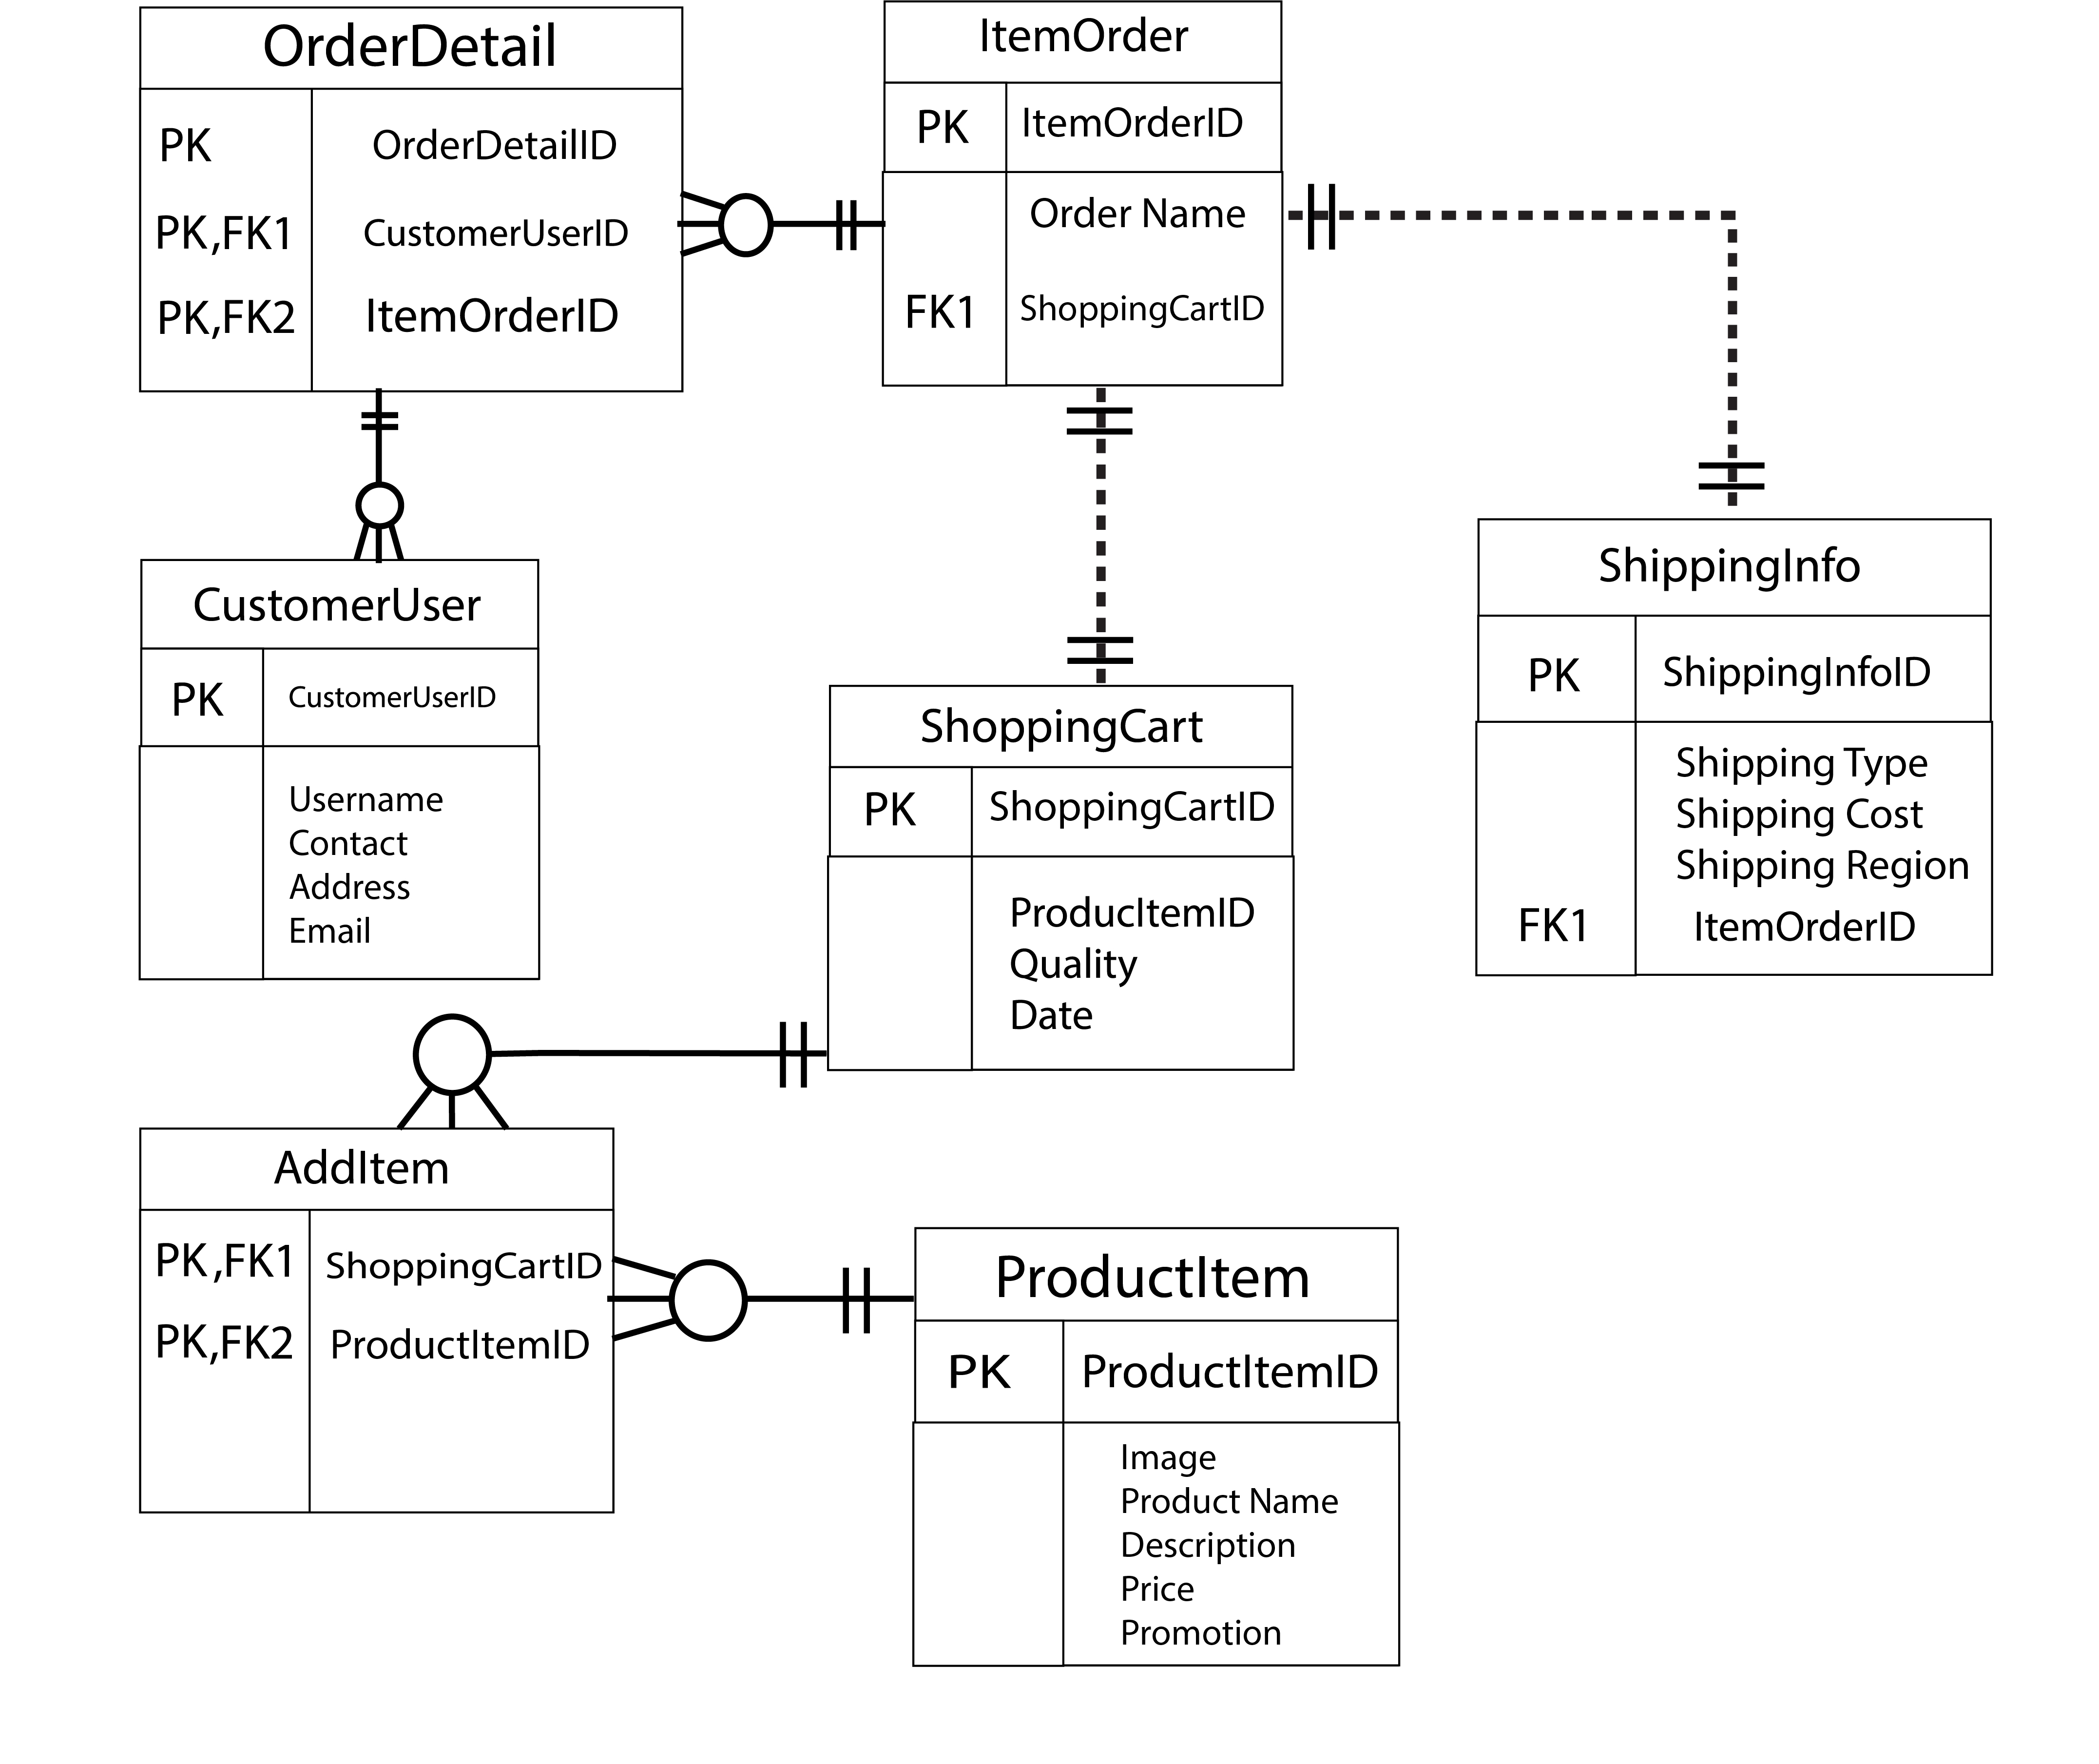 OrderDetail
PK OrderDetailID
PK,FK1 CustomerUserID
PK,FK2 ItemOrderID
ItemOrder
PK ItemOrderID
Order Name
FK1 ShoppingCartID
ShippingInfo
PK ShippingInfoID
Shipping Type
Shipping Cost
Shipping Region
FK1 ItemOrderID
CustomerUser
PK CustomerUserID
Username
Contact
Address
Email
ShoppingCart
PK ShoppingCartID
ProducItemID
Quality
Date
AddItem
PK,FK1 ShoppingCartID
PK,FK2 ProductItemID
ProductItem
PK ProductItemID
Image
Product Name
Description
Price
Promotion